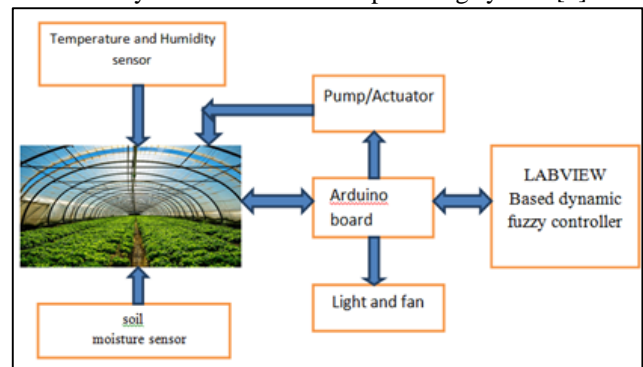 Temperature and Humidity
sensor
Pump/Actuator
LABVIEW
Based dynamic
fuzzy controller
Arduino
board
Light and fan
soil
moisture sensor